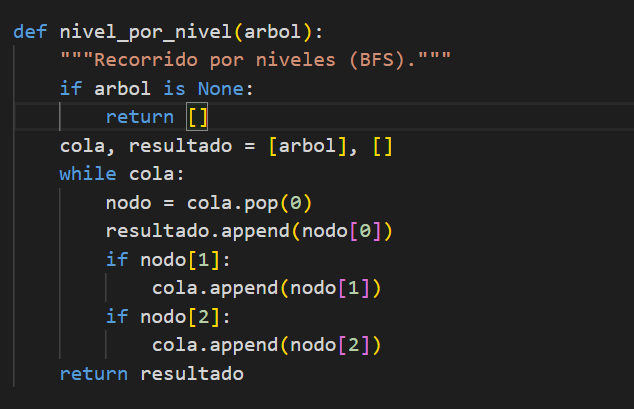 def nivel_por_nivel(arbol):
    """Recorrido por niveles (BFS)."""
    if arbol is None:
        return []
    cola, resultado = [arbol], []
    while cola:
        nodo = cola.pop(0)
        resultado.append(nodo[0])
        if nodo[1]:
            cola.append(nodo[1])
        if nodo[2]:
            cola.append(nodo[2])
    return resultado